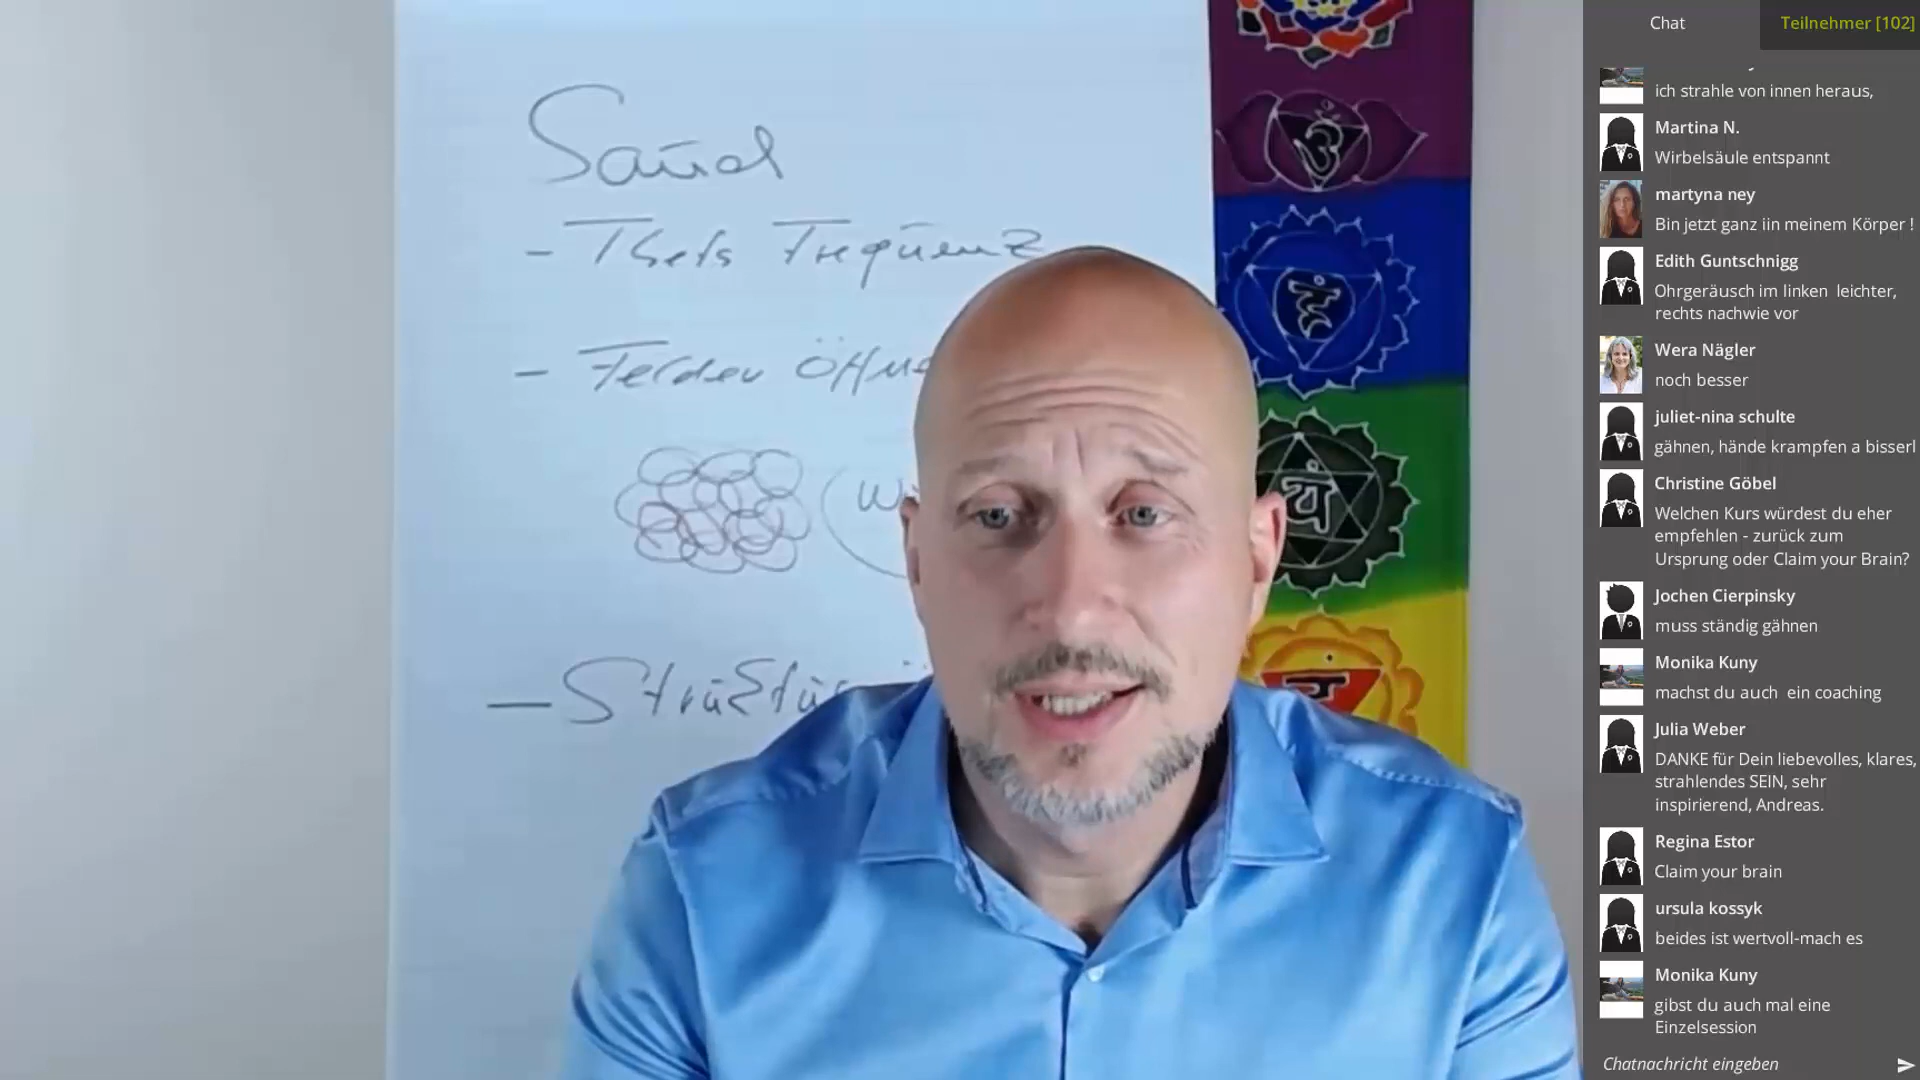 Saūd
- Theta Freqūenz
- Felder
- Strūktūr
Chat
Teilnehmer [102]
ich strahle von innen heraus,
Martina N.
Wirbelsäule entspannt
martyna ney
Bin jetzt ganz iin meinem Körper !
Edith Guntschnigg
Ohrgeräusch im linken leichter,
rechts nachwie vor
Wera Nägler
noch besser
juliet-nina schulte
gähnen, hände krampfen a bisserl
Christine Göbel
Welchen Kurs würdest du eher
empfehlen - zurück zum
Ursprung oder Claim your Brain?
Jochen Cierpinsky
muss ständig gähnen
Monika Kuny
machst du auch ein coaching
Julia Weber
DANKE für Dein liebevolles, klares,
strahlendes SEIN, sehr
inspirierend, Andreas.
Regina Estor
Claim your brain
ursula kossyk
beides ist wertvoll-mach es
Monika Kuny
gibst du auch mal eine
Einzelsession
Chatnachricht eingeben